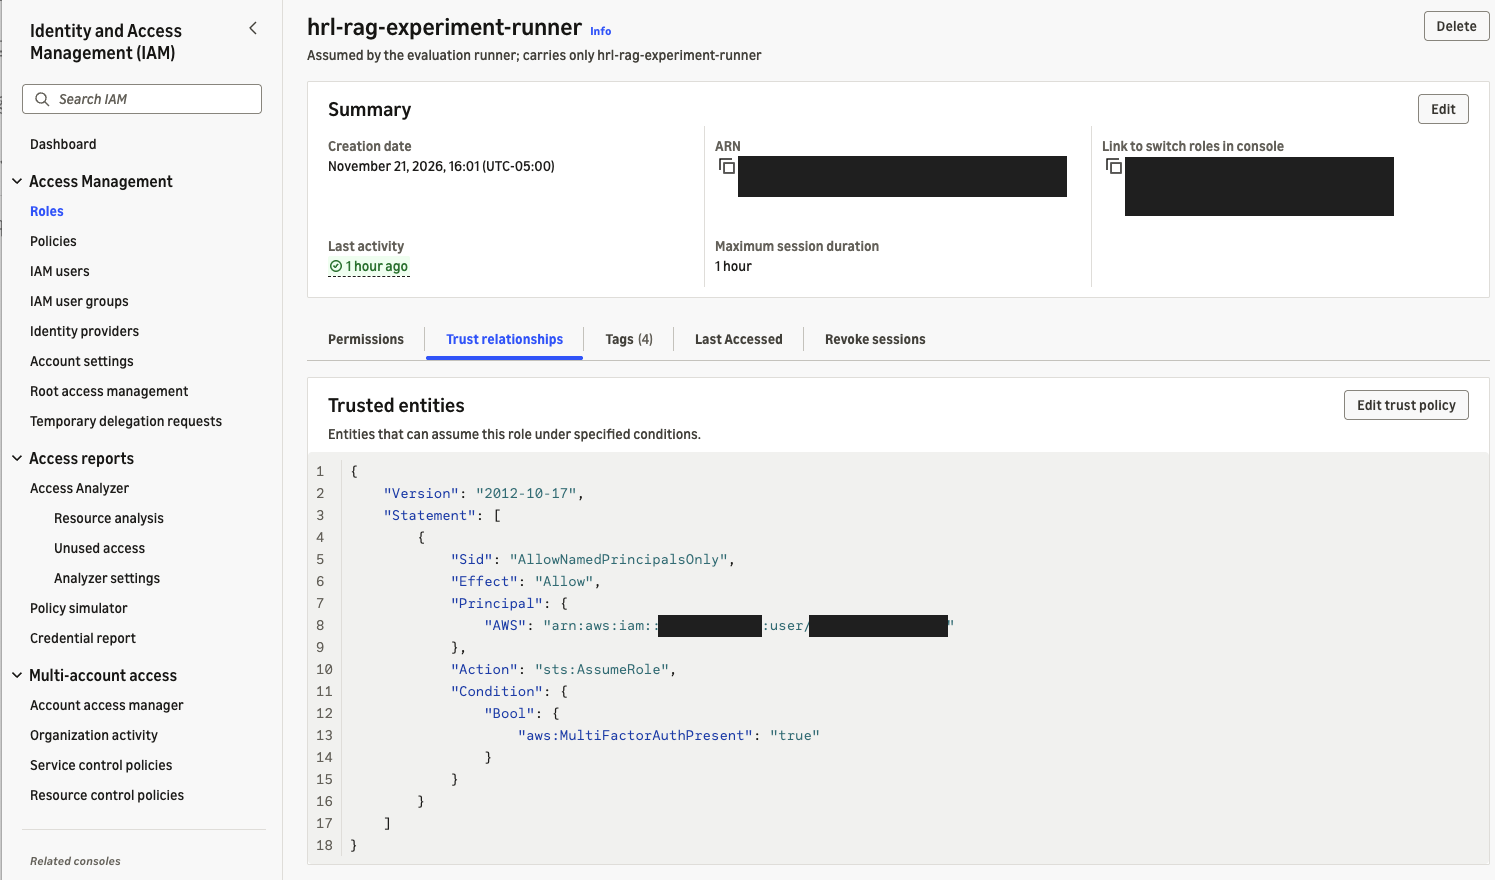 Identity and Access
Management (IAM)
Search IAM
Dashboard
Access Management
Roles
Policies
IAM users
IAM user groups
Identity providers
Account settings
Root access management
Temporary delegation requests
Access reports
Access Analyzer
Resource analysis
Unused access
Analyzer settings
Policy simulator
Credential report
Multi-account access
Account access manager
Organization activity
Service control policies
Resource control policies
Related consoles
hrl-rag-experiment-runner Info
Delete
Assumed by the evaluation runner; carries only hrl-rag-experiment-runner
Summary
Edit
Creation date
November 21, 2026, 16:01 (UTC-05:00)
ARN
Link to switch roles in console
Last activity
1 hour ago
Maximum session duration
1 hour
Permissions
Trust relationships
Tags (4)
Last Accessed
Revoke sessions
Trusted entities
Edit trust policy
Entities that can assume this role under specified conditions.
1 {
2 "Version": "2012-10-17",
3 "Statement": [
4 {
5 "Sid": "AllowNamedPrincipalsOnly",
6 "Effect": "Allow",
7 "Principal": {
8 "AWS": "arn:aws:iam:: :user/ "
9 },
10 "Action": "sts:AssumeRole",
11 "Condition": {
12 "Bool": {
13 "aws:MultiFactorAuthPresent": "true"
14 }
15 }
16 }
17 ]
18 }